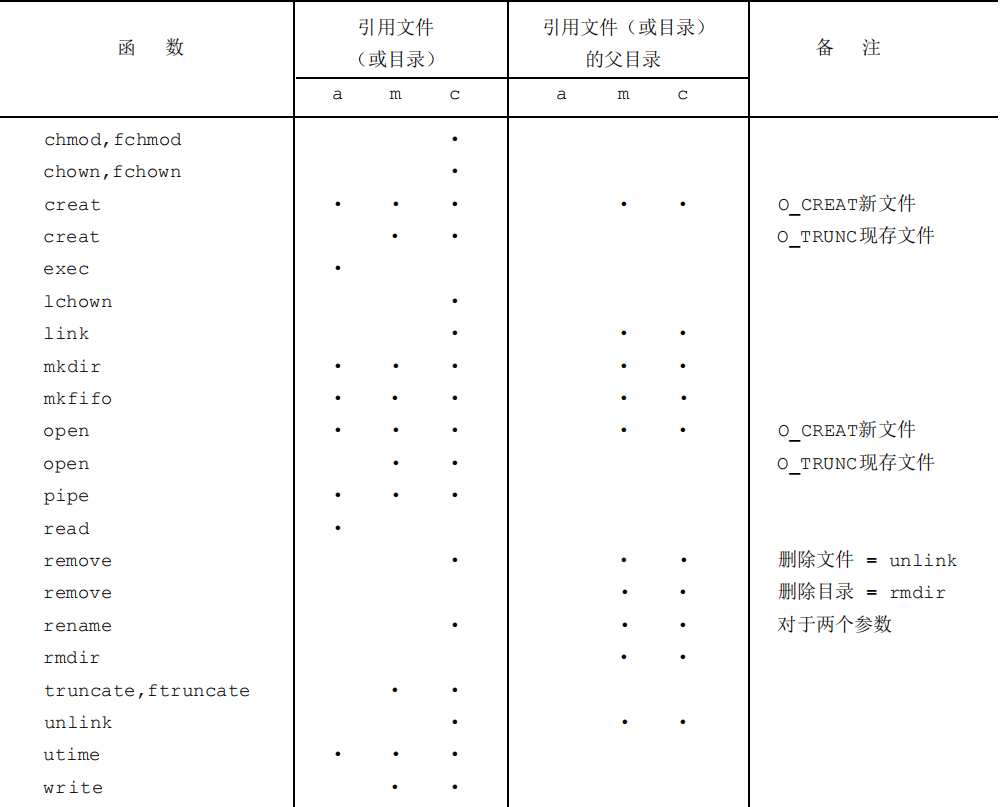 函 数 引用文件 引用文件(或目录) 备 注
(或目录) 的父目录
a m c a m c
chmod,fchmod •
chown,fchown •
creat • • • • • O_CREAT新文件
creat • • O_TRUNC现存文件
exec •
lchown •
link • • •
mkdir • • • • •
mkfifo • • • • •
open • • • • • O_CREAT新文件
open • • O_TRUNC现存文件
pipe • • •
read •
remove • • • 删除文件 = unlink
remove • • 删除目录 = rmdir
rename • • • 对于两个参数
rmdir • •
truncate,ftruncate • •
unlink • • •
utime • • •
write • •